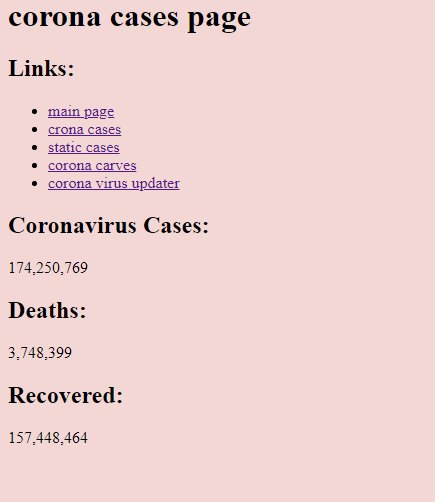 corona cases page
Links:
main page
crona cases
static cases
corona carves
corona virus updater
Coronavirus Cases:
174,250,769
Deaths:
3,748,399
Recovered:
157,448,464